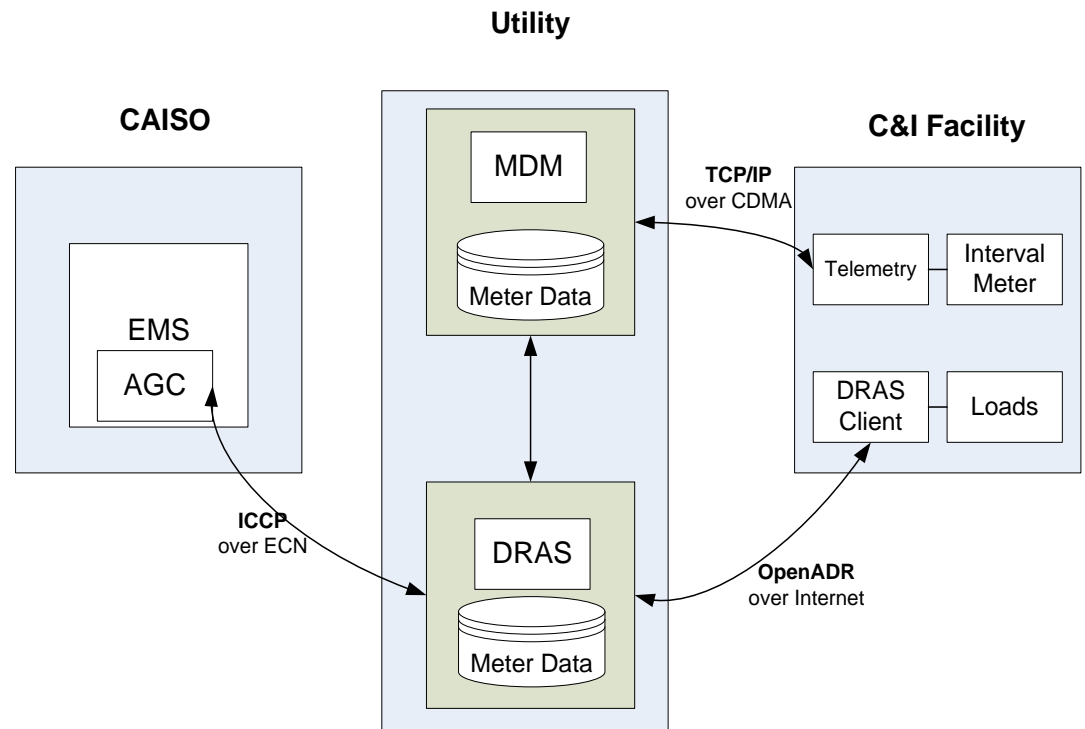 Utility
CAISO
C&I Facility
MDM
Meter Data
TCP/IP
over CDMA
Telemetry
Interval
Meter
EMS
AGC
DRAS
Client
Loads
ICCP
over ECN
DRAS
Meter Data
OpenADR
over Internet